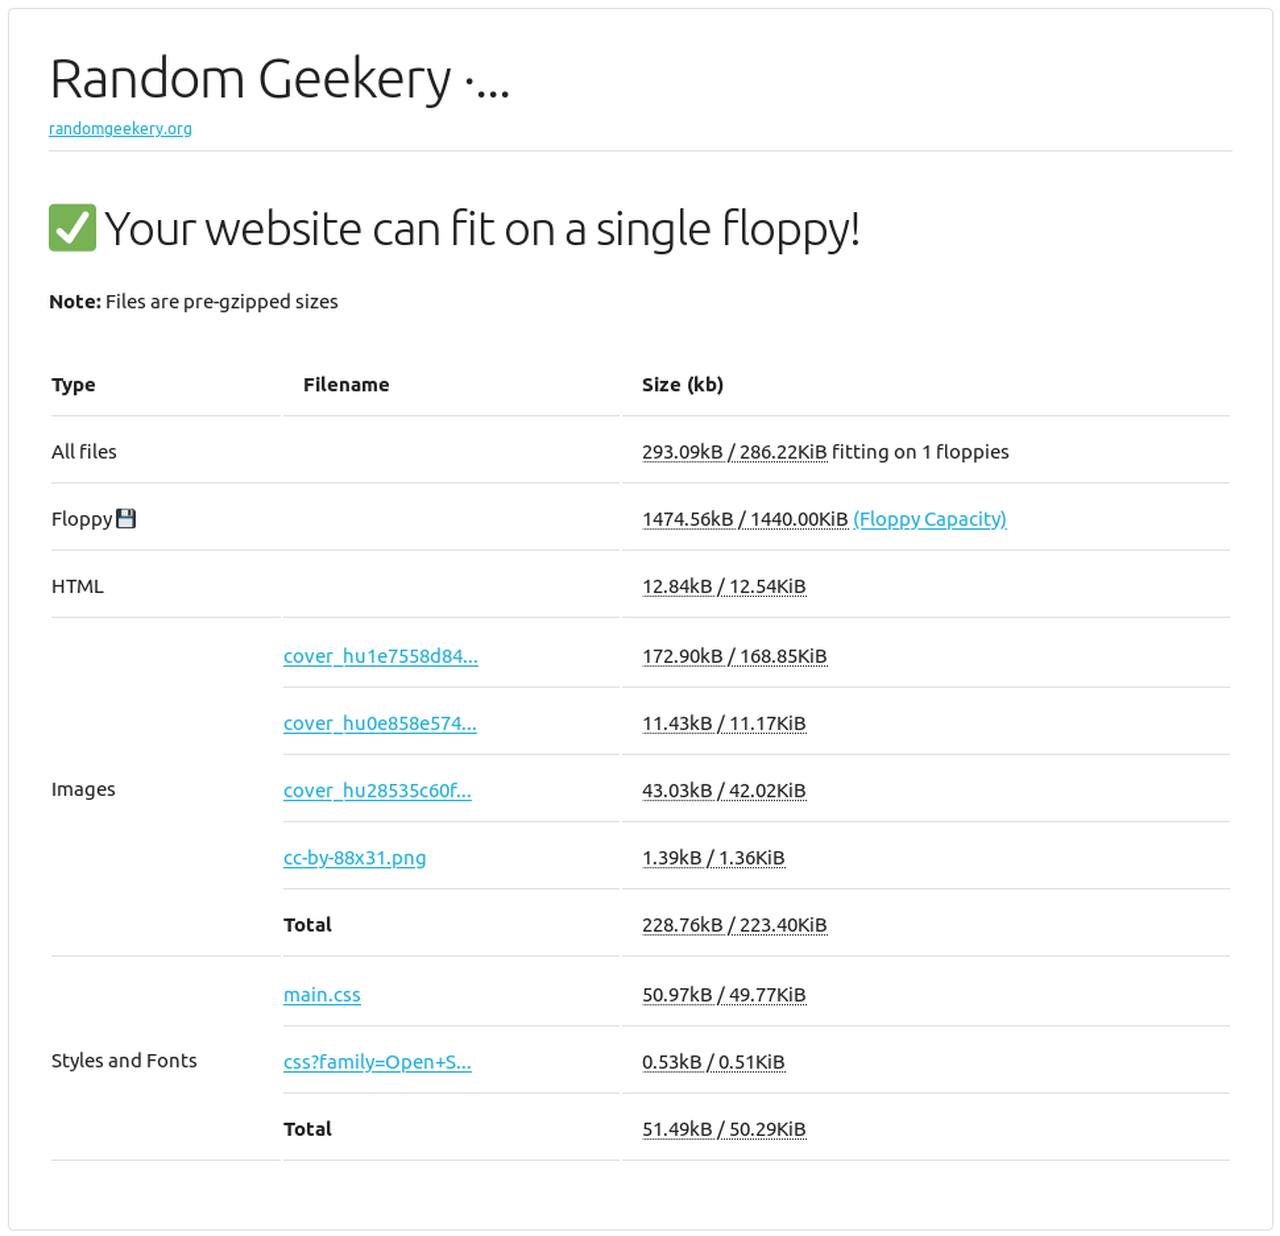 Random Geekery ·...
randomgeekery.org
✅ Your website can fit on a single floppy!
Note: Files are pre-gzipped sizes
Type Filename Size (kb)
All files 293.09kB / 286.22KiB fitting on 1 floppies
Floppy💾 1474.56kB / 1440.00KiB (Floppy Capacity)
HTML 12.84kB / 12.54KiB
cover_hu1e7558d84... 172.90kB / 168.85KiB
cover_hu0e858e574... 11.43kB / 11.17KiB
Images cover_hu28535c60f... 43.03kB / 42.02KiB
cc-by-88x31.png 1.39kB / 1.36KiB
Total 228.76kB / 223.40KiB
main.css 50.97kB / 49.77KiB
Styles and Fonts css?family=Open+S... 0.53kB / 0.51KiB
Total 51.49kB / 50.29KiB